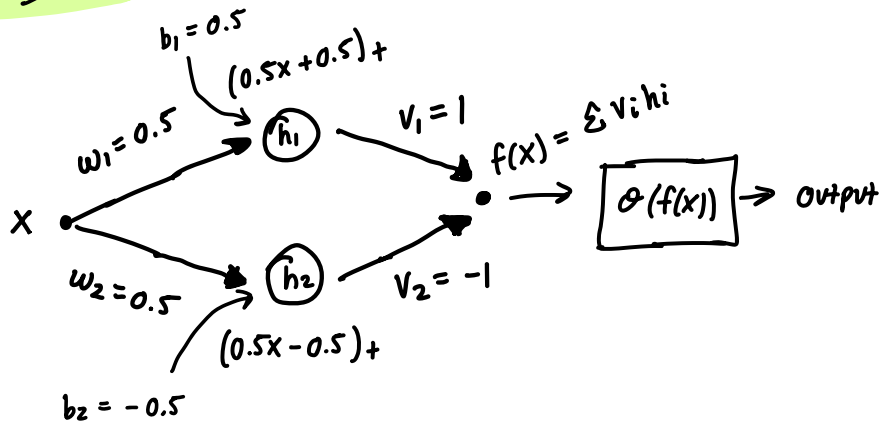 b₁ = 0.5
(0.5x + 0.5)+
w₁ = 0.5
h₁
v₁ = 1
f(x) = Σ vᵢhᵢ
X
σ(f(x))
output
w₂ = 0.5
h₂
v₂ = -1
(0.5x - 0.5)+
b₂ = -0.5